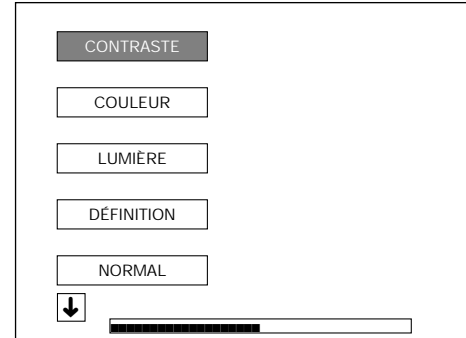 CONTRASTE
COULEUR
LUMIÈRE
DÉFINITION
NORMAL